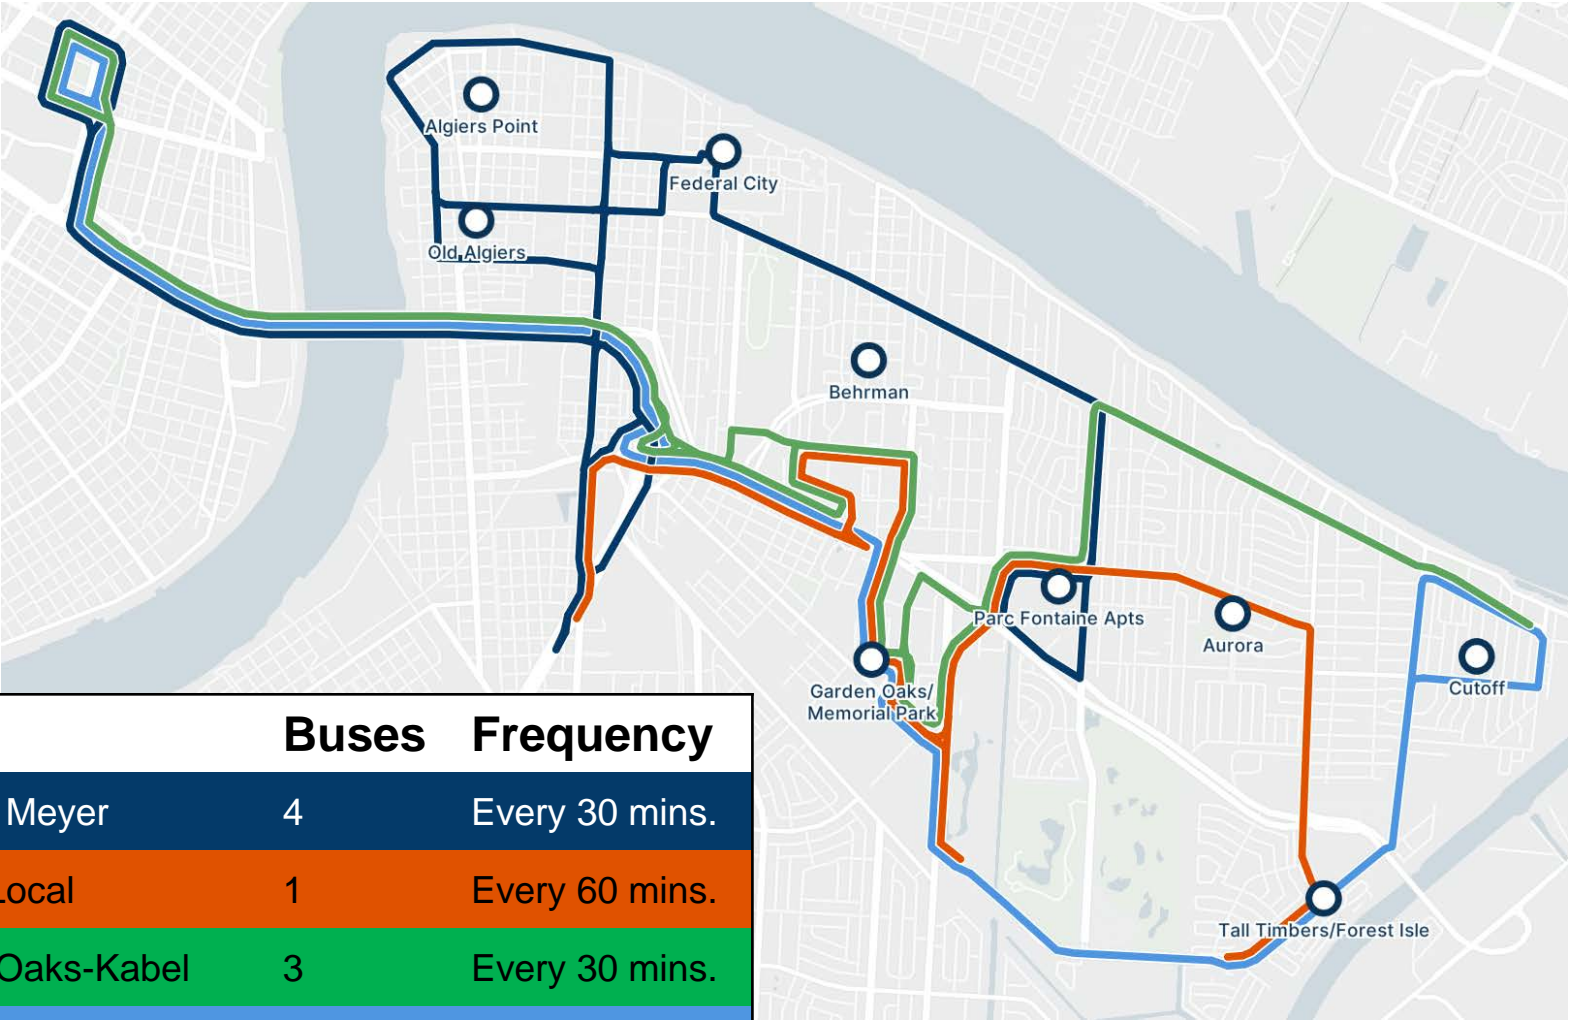 Algiers Point
Federal City
Old Algiers
Behrman
Parc Fontaine Apts
Aurora
Garden Oaks/
Memorial Park
Cutoff
Tall Timbers/Forest Isle
Buses Frequency
Meyer 4 Every 30 mins.
Local 1 Every 60 mins.
Oaks-Kabel 3 Every 30 mins.